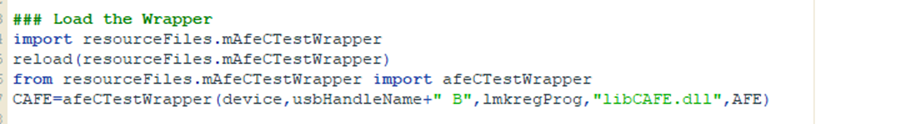 ### Load the Wrapper
import resourceFiles.mAfeCTestWrapper
reload(resourceFiles.mAfeCTestWrapper)
from resourceFiles.mAfeCTestWrapper import afeCTestWrapper
CAFE=afeCTestWrapper(device,usbHandleName+" B",lmkregProg,"libCAFE.dll",AFE)